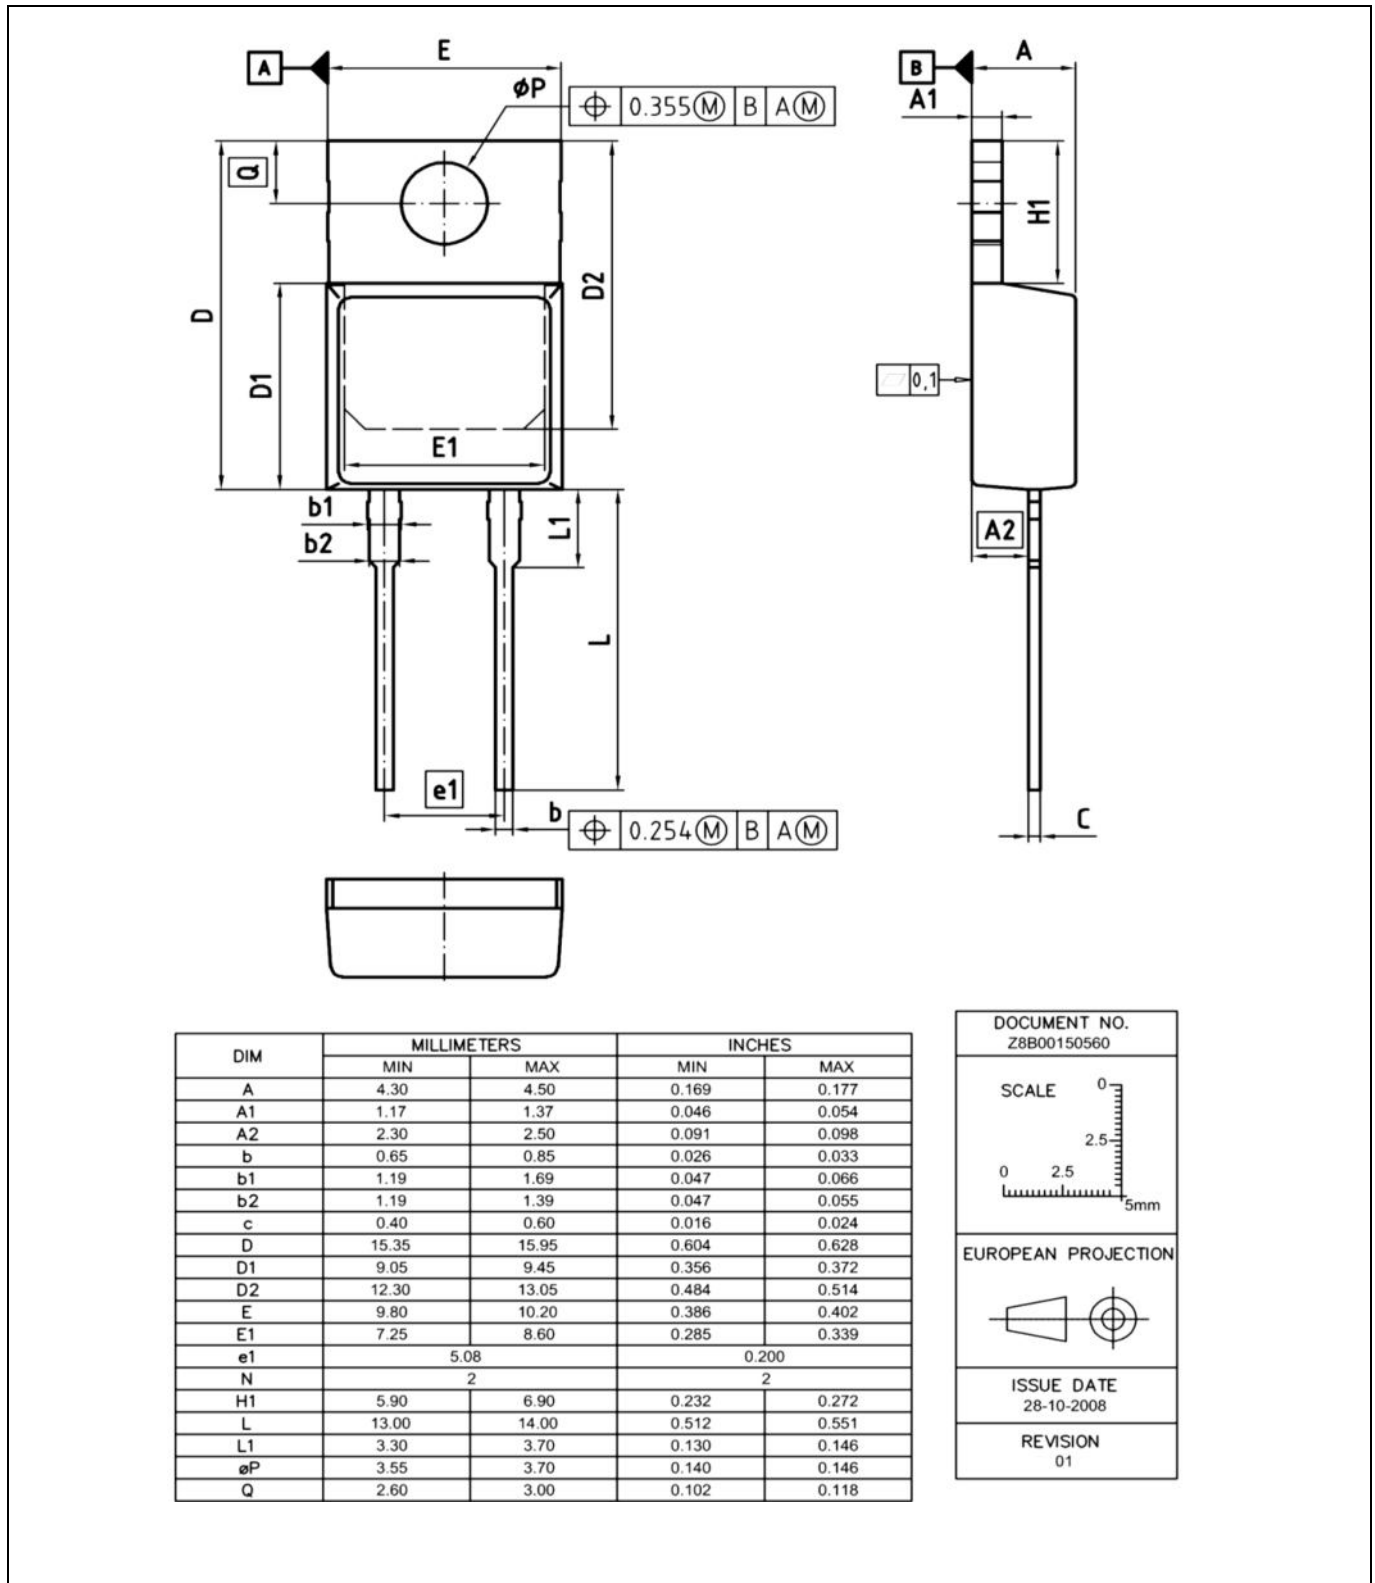 A E B A
øP 0.355 M B A M A1
Q
H1
D2
D
D1
0,1
E1
b1
L1
b2 A2
L
e1
b 0.254 M B A M C
DIM MILLIMETERS INCHES
MIN MAX MIN MAX
A 4.30 4.50 0.169 0.177
A1 1.17 1.37 0.046 0.054
A2 2.30 2.50 0.091 0.098
b 0.65 0.85 0.026 0.033
b1 1.19 1.69 0.047 0.066
b2 1.19 1.39 0.047 0.055
c 0.40 0.60 0.016 0.024
D 15.35 15.95 0.604 0.628
D1 9.05 9.45 0.356 0.372
D2 12.30 13.05 0.484 0.514
E 9.80 10.20 0.386 0.402
E1 7.25 8.60 0.285 0.339
e1 5.08 0.200
N 2 2
H1 5.90 6.90 0.232 0.272
L 13.00 14.00 0.512 0.551
L1 3.30 3.70 0.130 0.146
øP 3.55 3.70 0.140 0.146
Q 2.60 3.00 0.102 0.118
DOCUMENT NO.
Z8B00150560
SCALE 0
2.5
0 2.5
5mm
EUROPEAN PROJECTION
ISSUE DATE
28-10-2008
REVISION
01